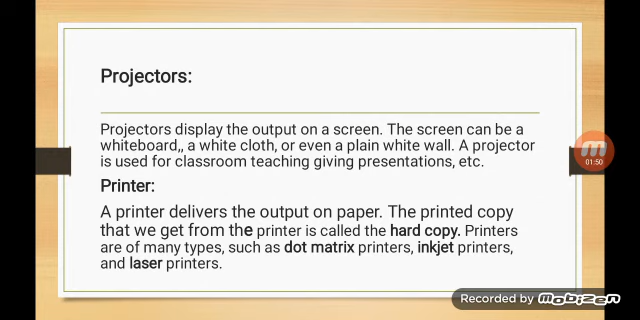 Projectors:
Projectors display the output on a screen. The screen can be a
whiteboard,, a white cloth, or even a plain white wall. A projector
is used for classroom teaching giving presentations, etc.
Printer:
A printer delivers the output on paper. The printed copy
that we get from the printer is called the hard copy. Printers
are of many types, such as dot matrix printers, inkjet printers,
and laser printers.
01:50
Recorded by Mobizen